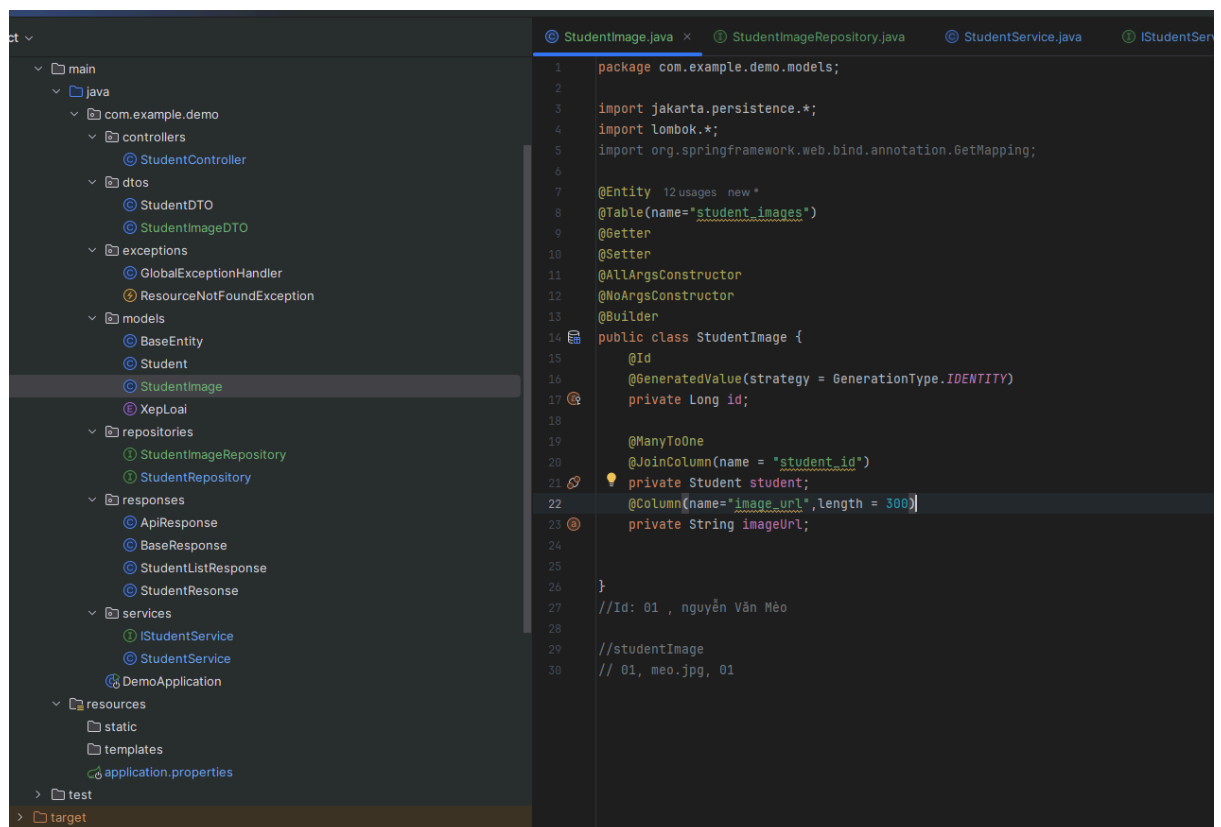 ct
main
java
com.example.demo
controllers
StudentController
dtos
StudentDTO
StudentImageDTO
exceptions
GlobalExceptionHandler
ResourceNotFoundException
models
BaseEntity
Student
StudentImage
XepLoai
repositories
StudentImageRepository
StudentRepository
responses
ApiResponse
BaseResponse
StudentListResponse
StudentResonse
services
IStudentService
StudentService
DemoApplication
resources
static
templates
application.properties
test
target
StudentImage.java × StudentImageRepository.java StudentService.java IStudentServ
1 package com.example.demo.models;
2
3 import jakarta.persistence.*;
4 import lombok.*;
5 import org.springframework.web.bind.annotation.GetMapping;
6
7 @Entity 12 usages new *
8 @Table(name="student_images")
9 @Getter
10 @Setter
11 @AllArgsConstructor
12 @NoArgsConstructor
13 @Builder
14 public class StudentImage {
15 @Id
16 @GeneratedValue(strategy = GenerationType.IDENTITY)
17 private Long id;
18
19 @ManyToOne
20 @JoinColumn(name = "student_id")
21 private Student student;
22 @Column(name="image_url",length = 300)
23 private String imageUrl;
24
25
26 }
27 //Id: 01 , nguyễn Văn Mèo
28
29 //studentImage
30 // 01, meo.jpg, 01